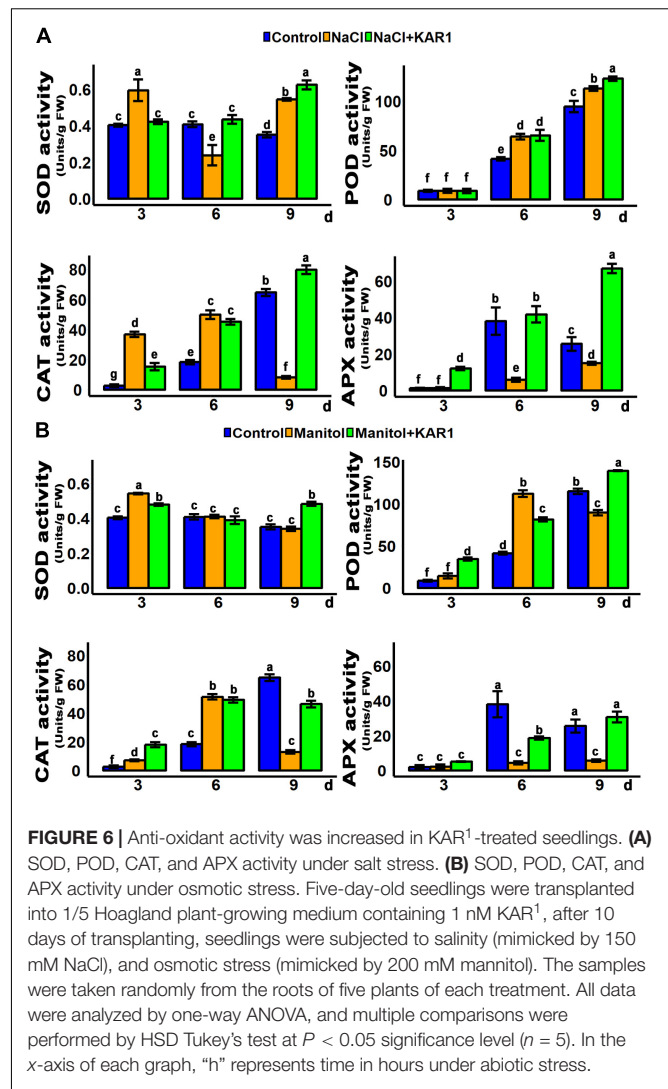 A
Control NaCl NaCl+KAR1
SOD activity
(Units/g FW)
0.6
0.4
0.2
0.0
c a c c e c d b a
3 6 9 d
POD activity
(Units/g FW)
100
50
0
f f f e d d c b a
3 6 9 d
CAT activity
(Units/g FW)
80
60
40
20
0
g d e e c c b f a
3 6 9 d
APX activity
(Units/g FW)
60
40
20
0
f f d b e b c d a
3 6 9 d
B
Control Manitol Manitol+KAR1
SOD activity
(Units/g FW)
0.6
0.4
0.2
0.0
c a b c c c c c b
3 6 9 d
POD activity
(Units/g FW)
150
100
50
0
f f d d b c b c a
3 6 9 d
CAT activity
(Units/g FW)
80
60
40
20
0
f d c c b b a c b
3 6 9 d
APX activity
(Units/g FW)
60
40
20
0
c c c a c b a c a
3 6 9 d
FIGURE 6 | Anti-oxidant activity was increased in KAR1-treated seedlings. (A)
SOD, POD, CAT, and APX activity under salt stress. (B) SOD, POD, CAT, and
APX activity under osmotic stress. Five-day-old seedlings were transplanted
into 1/5 Hoagland plant-growing medium containing 1 nM KAR1, after 10
days of transplanting, seedlings were subjected to salinity (mimicked by 150
mM NaCl), and osmotic stress (mimicked by 200 mM mannitol). The samples
were taken randomly from the roots of five plants of each treatment. All data
were analyzed by one-way ANOVA, and multiple comparisons were
performed by HSD Tukey's test at P < 0.05 significance level (n = 5). In the
x-axis of each graph, "h" represents time in hours under abiotic stress.